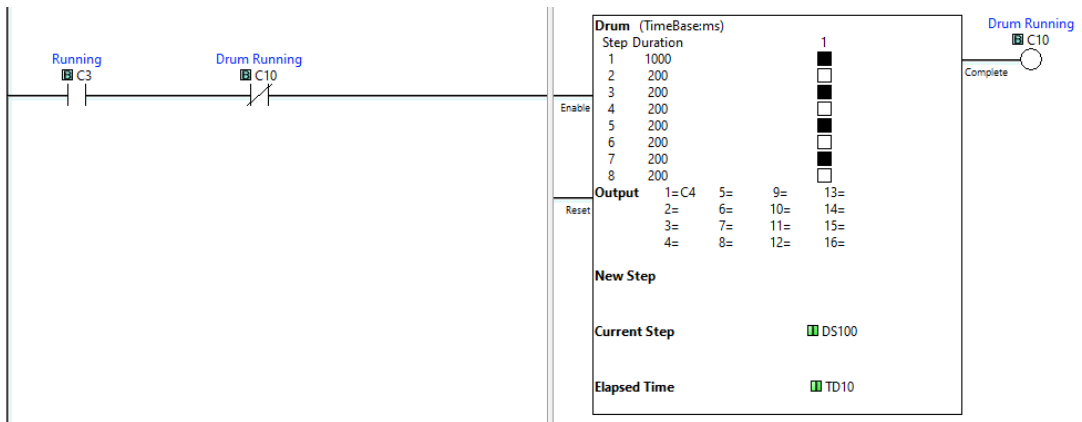 Running
C3
Drum Running
C10
Enable
Reset
Drum (TimeBase:ms)
Step Duration 1
1 1000
2 200
3 200
4 200
5 200
6 200
7 200
8 200
Output 1=C4 5= 9= 13=
2= 6= 10= 14=
3= 7= 11= 15=
4= 8= 12= 16=
New Step
Current Step DS100
Elapsed Time TD10
Drum Running
C10
Complete